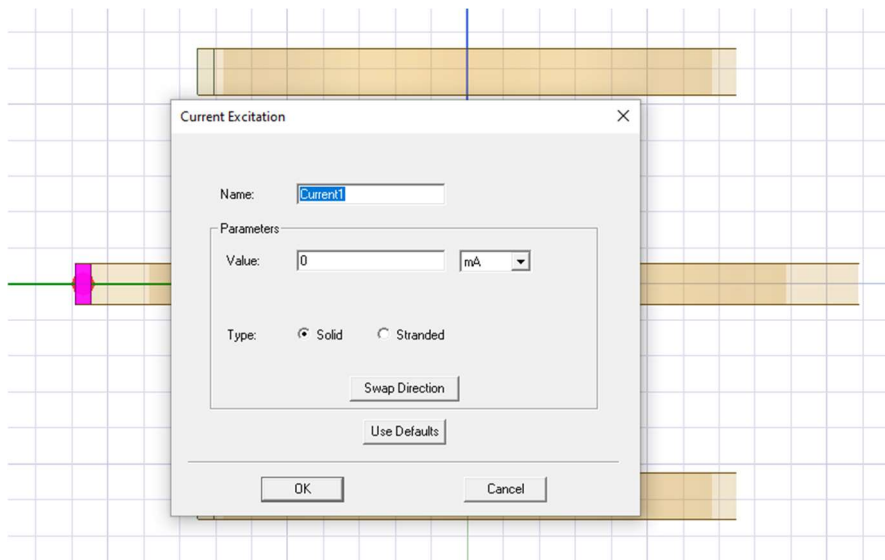 Current Excitation
Name: Current1
Parameters
Value: 0 mA
Type: Solid Stranded
Swap Direction
Use Defaults
OK Cancel